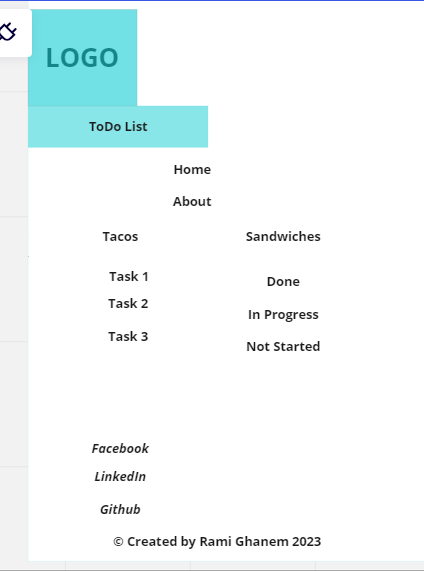 LOGO
ToDo List
Home
About
Tacos Sandwiches
Task 1 Done
Task 2 In Progress
Task 3 Not Started
Facebook
LinkedIn
Github
© Created by Rami Ghanem 2023